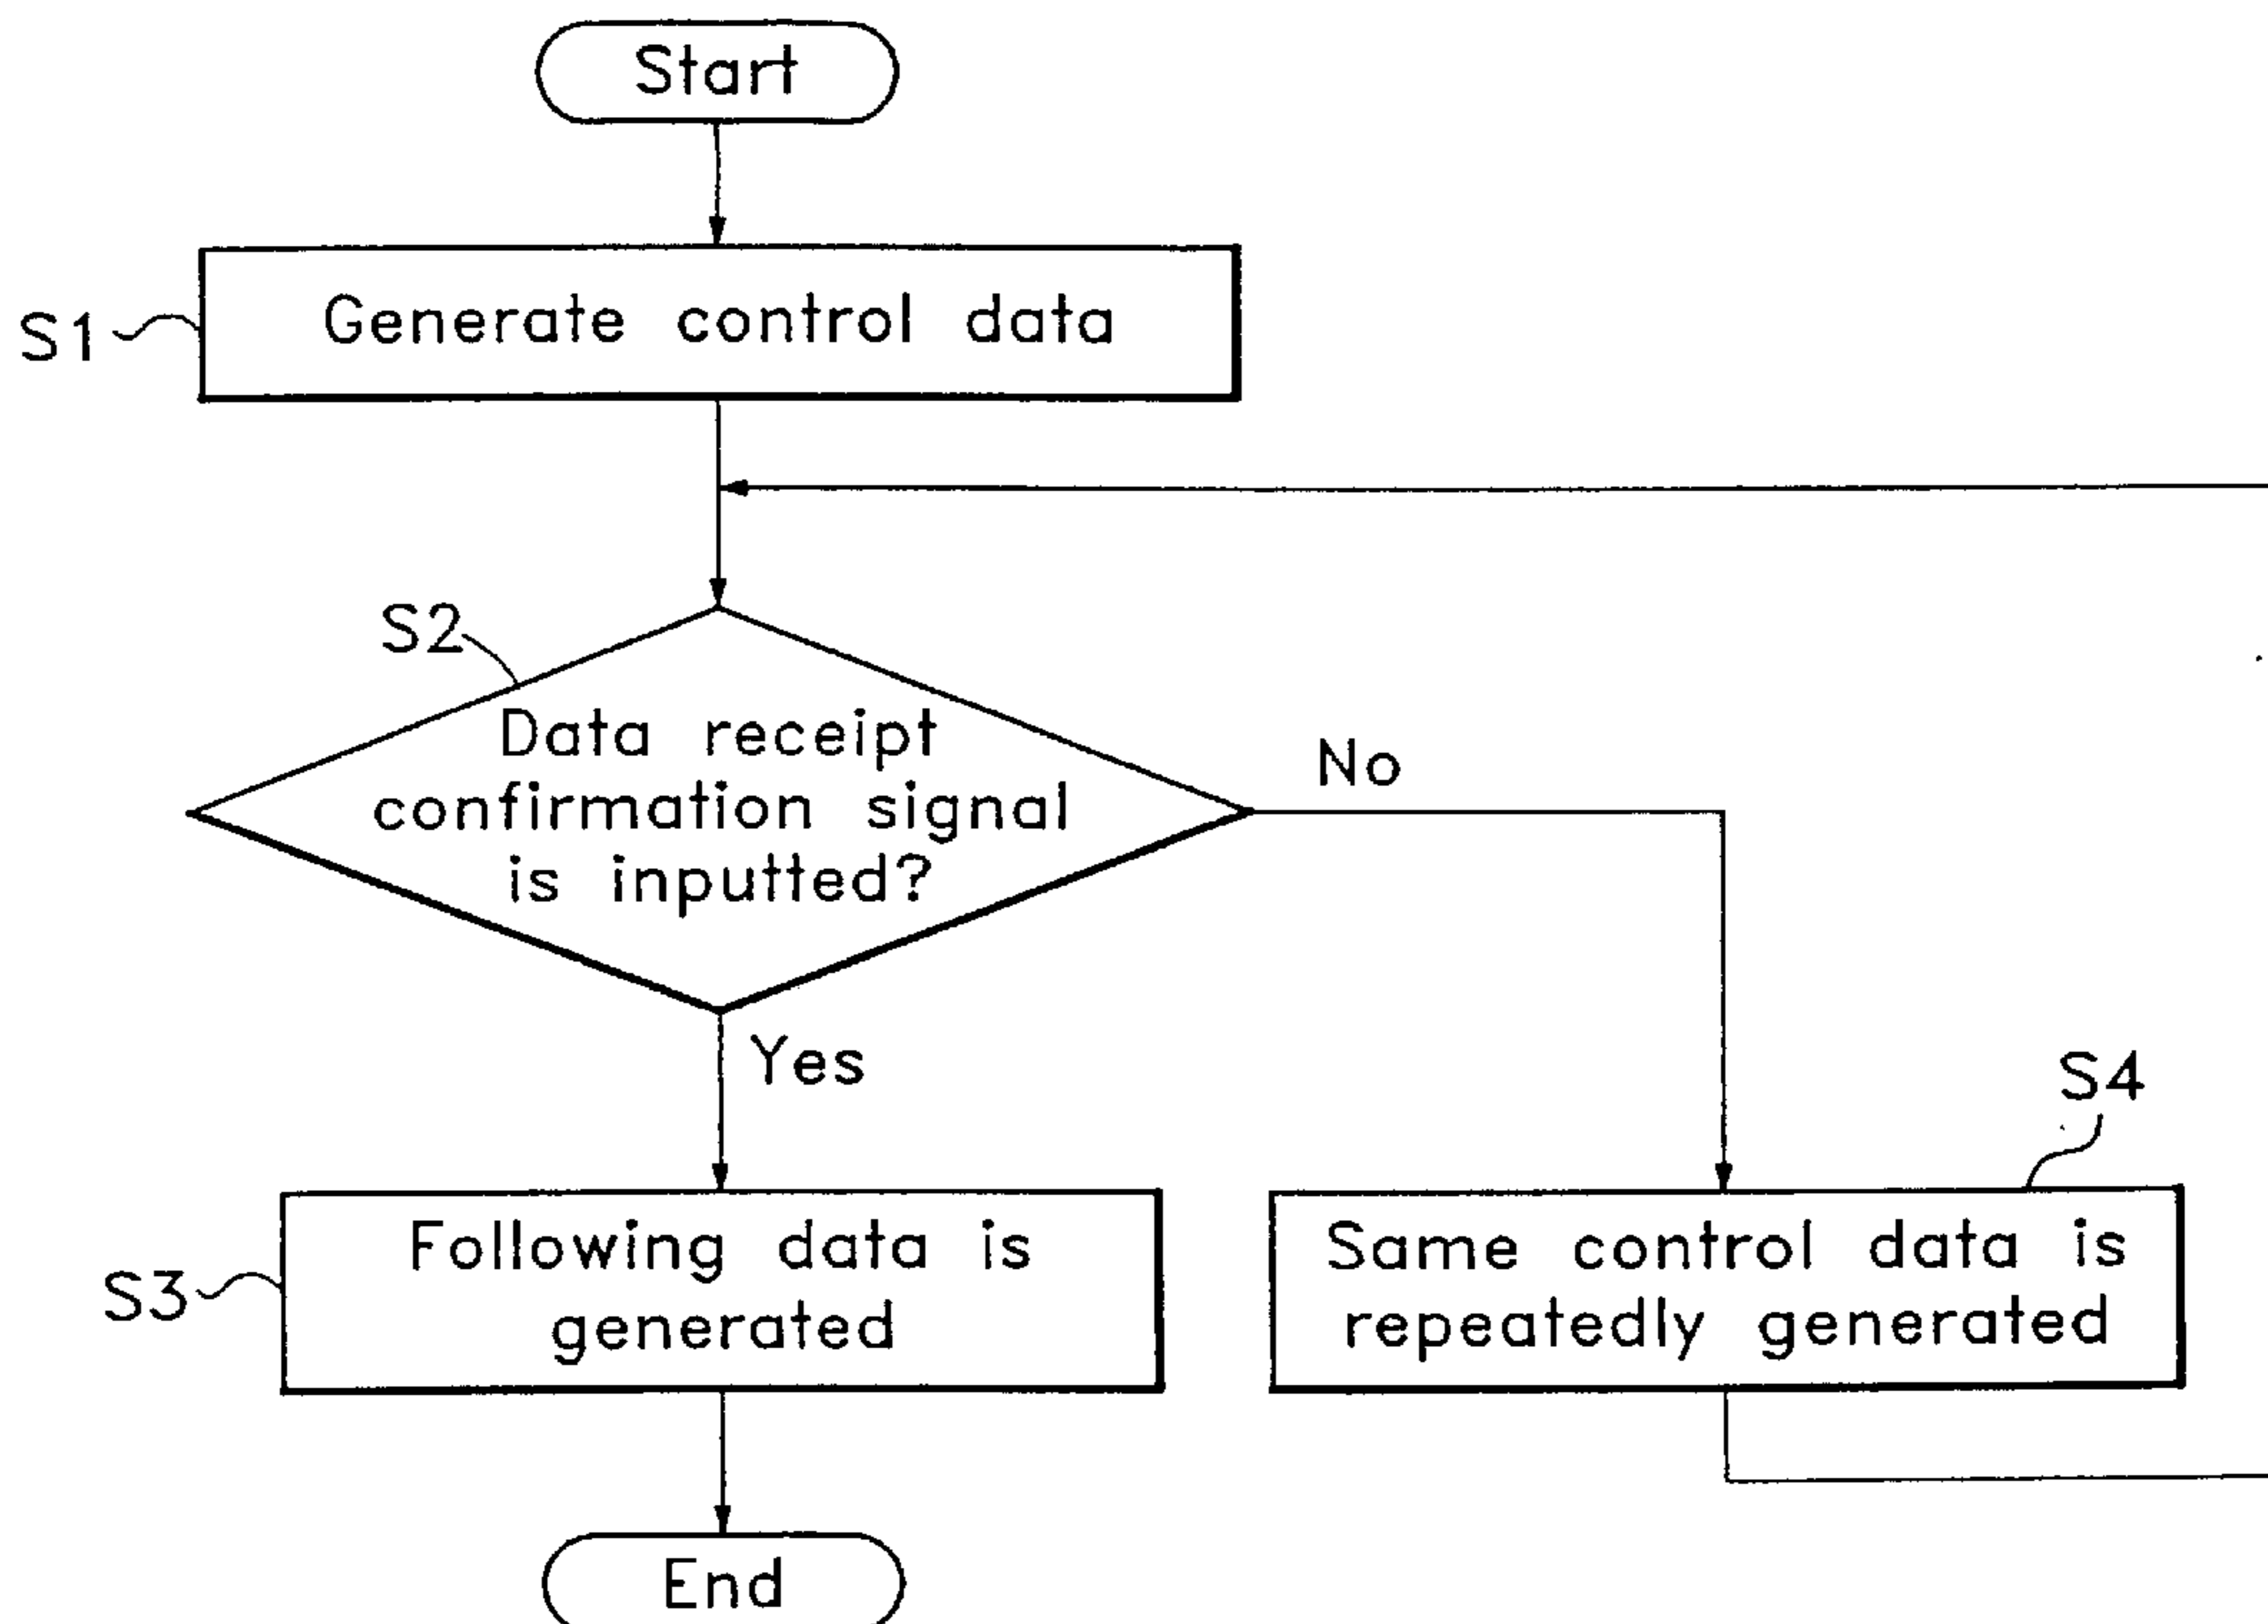 Start
S1
Generate control data
S2
Data receipt
confirmation signal
is inputted?
No
Yes
S4
S3
Following data is
generated
Same control data is
repeatedly generated
End